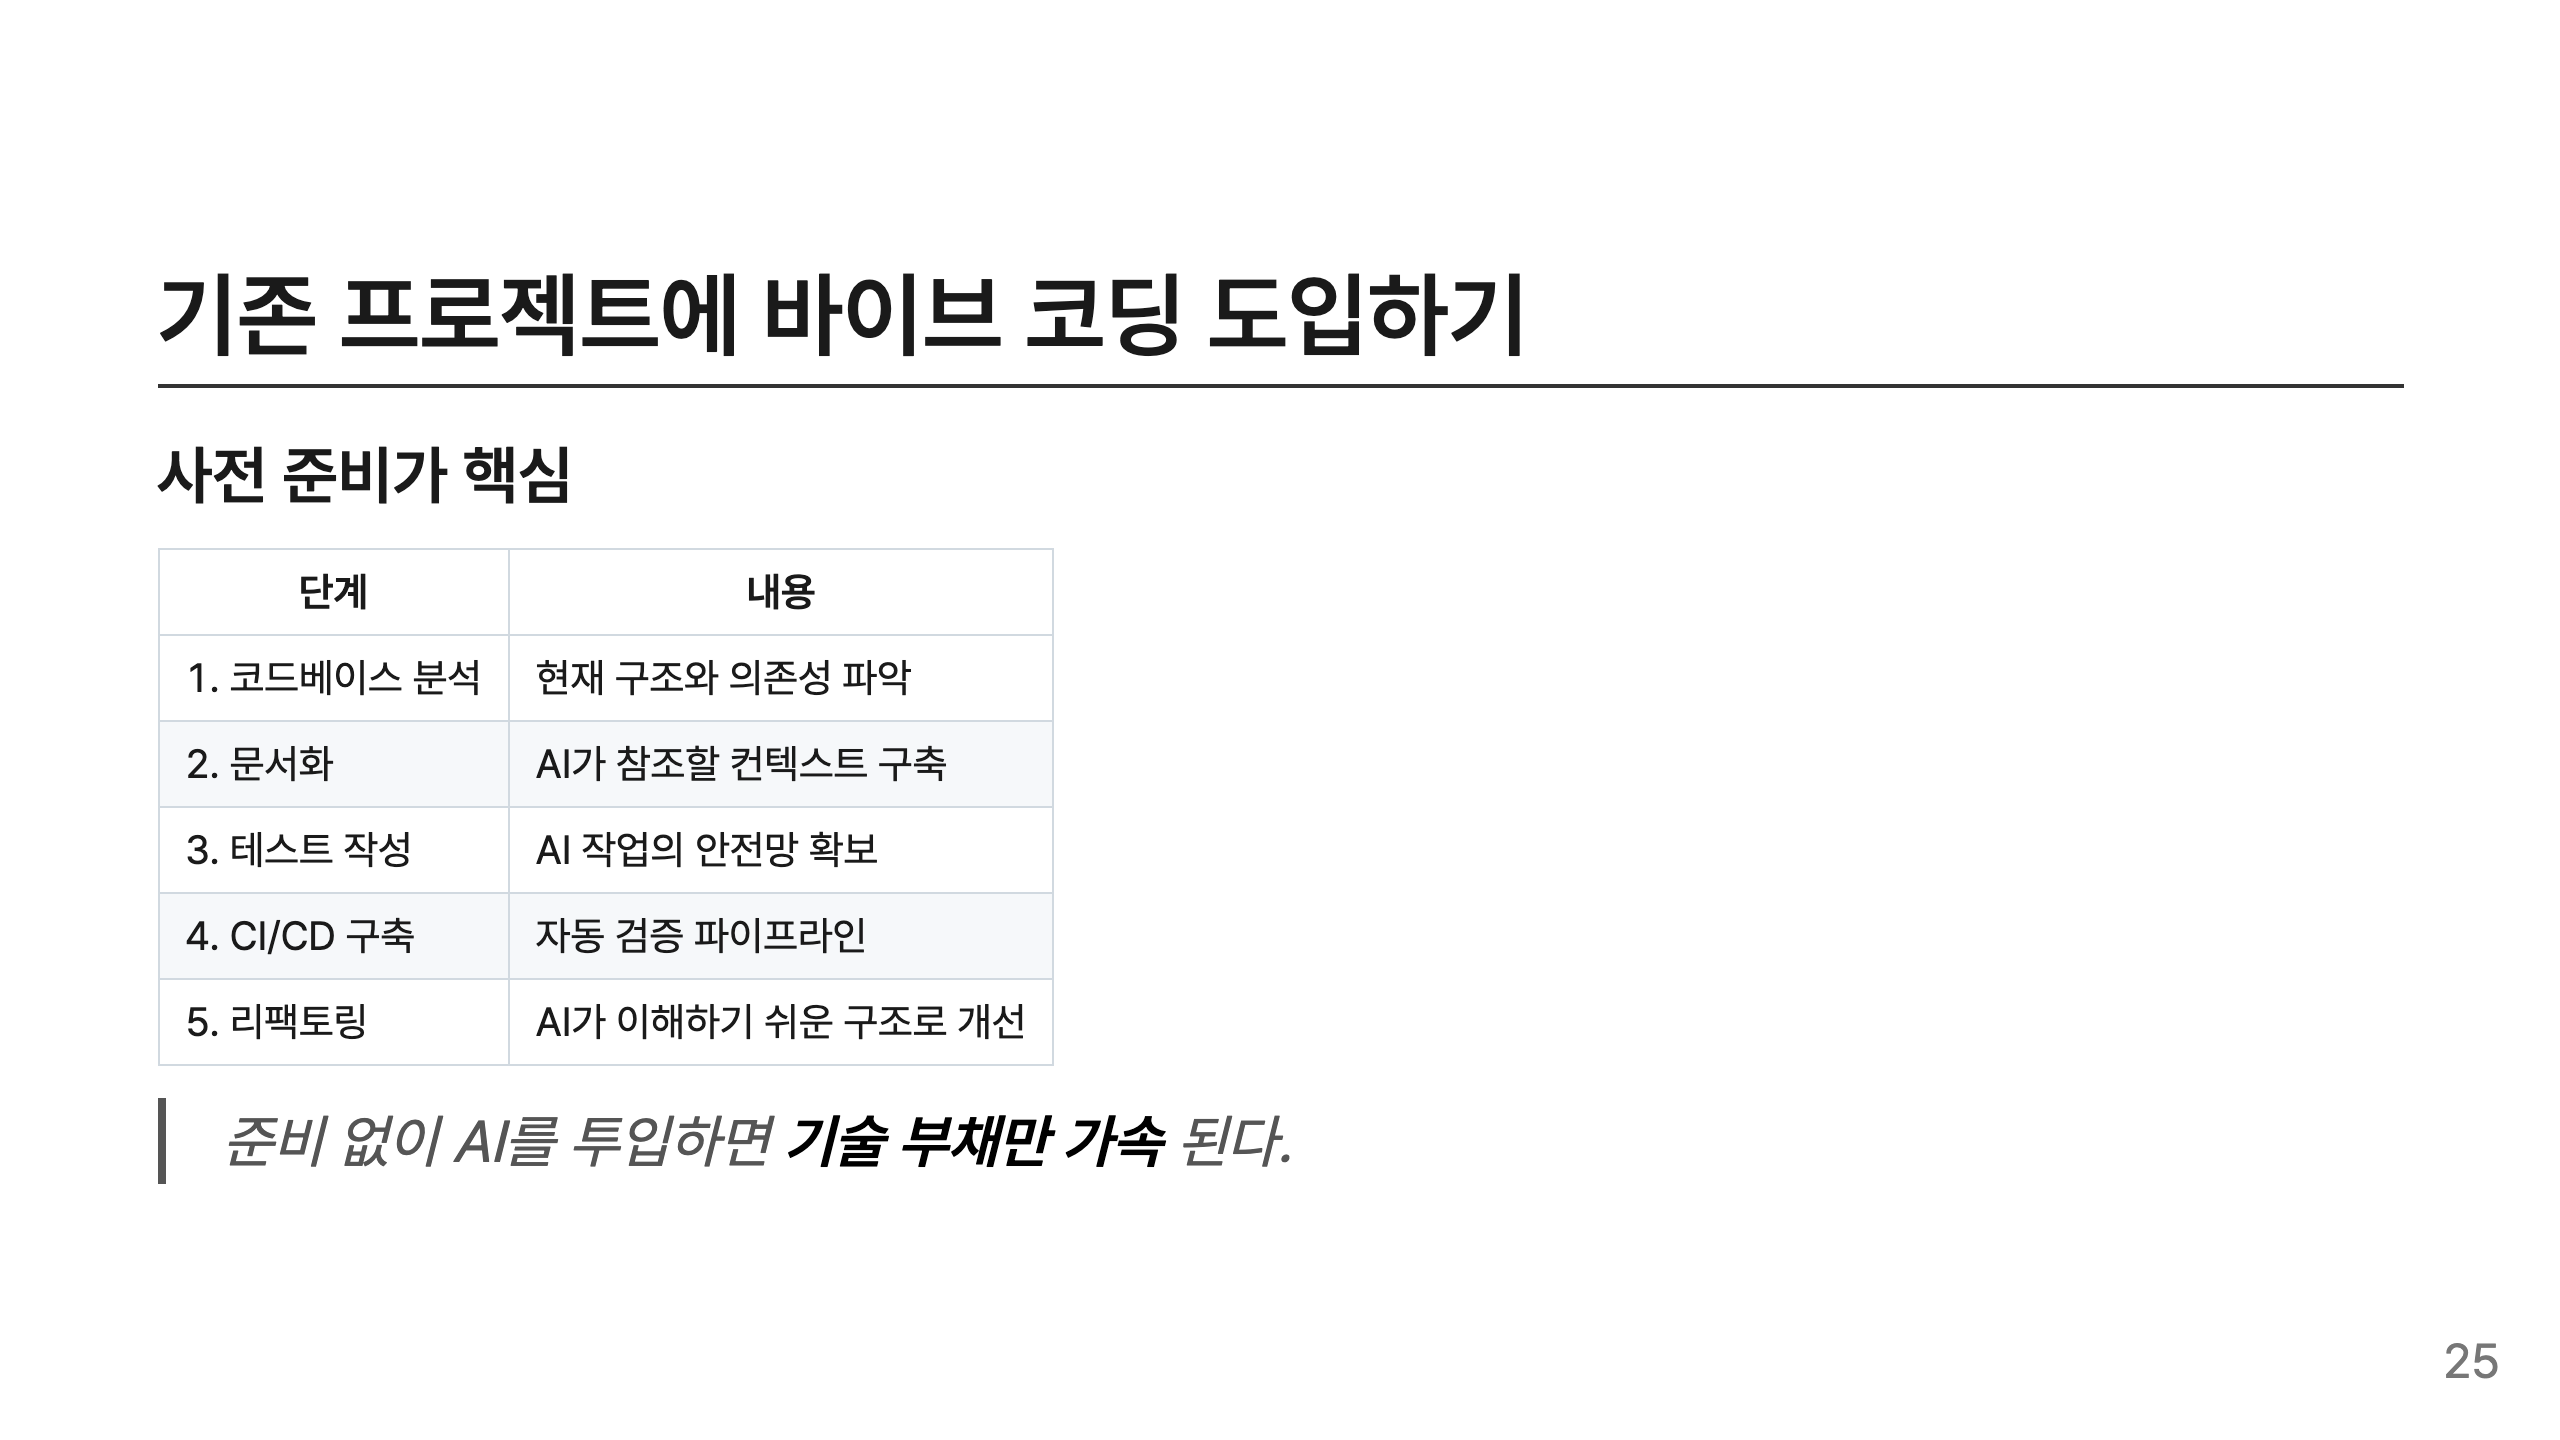 기존 프로젝트에 바이브 코딩 도입하기
사전 준비가 핵심
단계 내용
1. 코드베이스 분석 현재 구조와 의존성 파악
2. 문서화 AI가 참조할 컨텍스트 구축
3. 테스트 작성 AI 작업의 안전망 확보
4. CI/CD 구축 자동 검증 파이프라인
5. 리팩토링 AI가 이해하기 쉬운 구조로 개선
준비 없이 AI를 투입하면 기술 부채만 가속 된다.
25